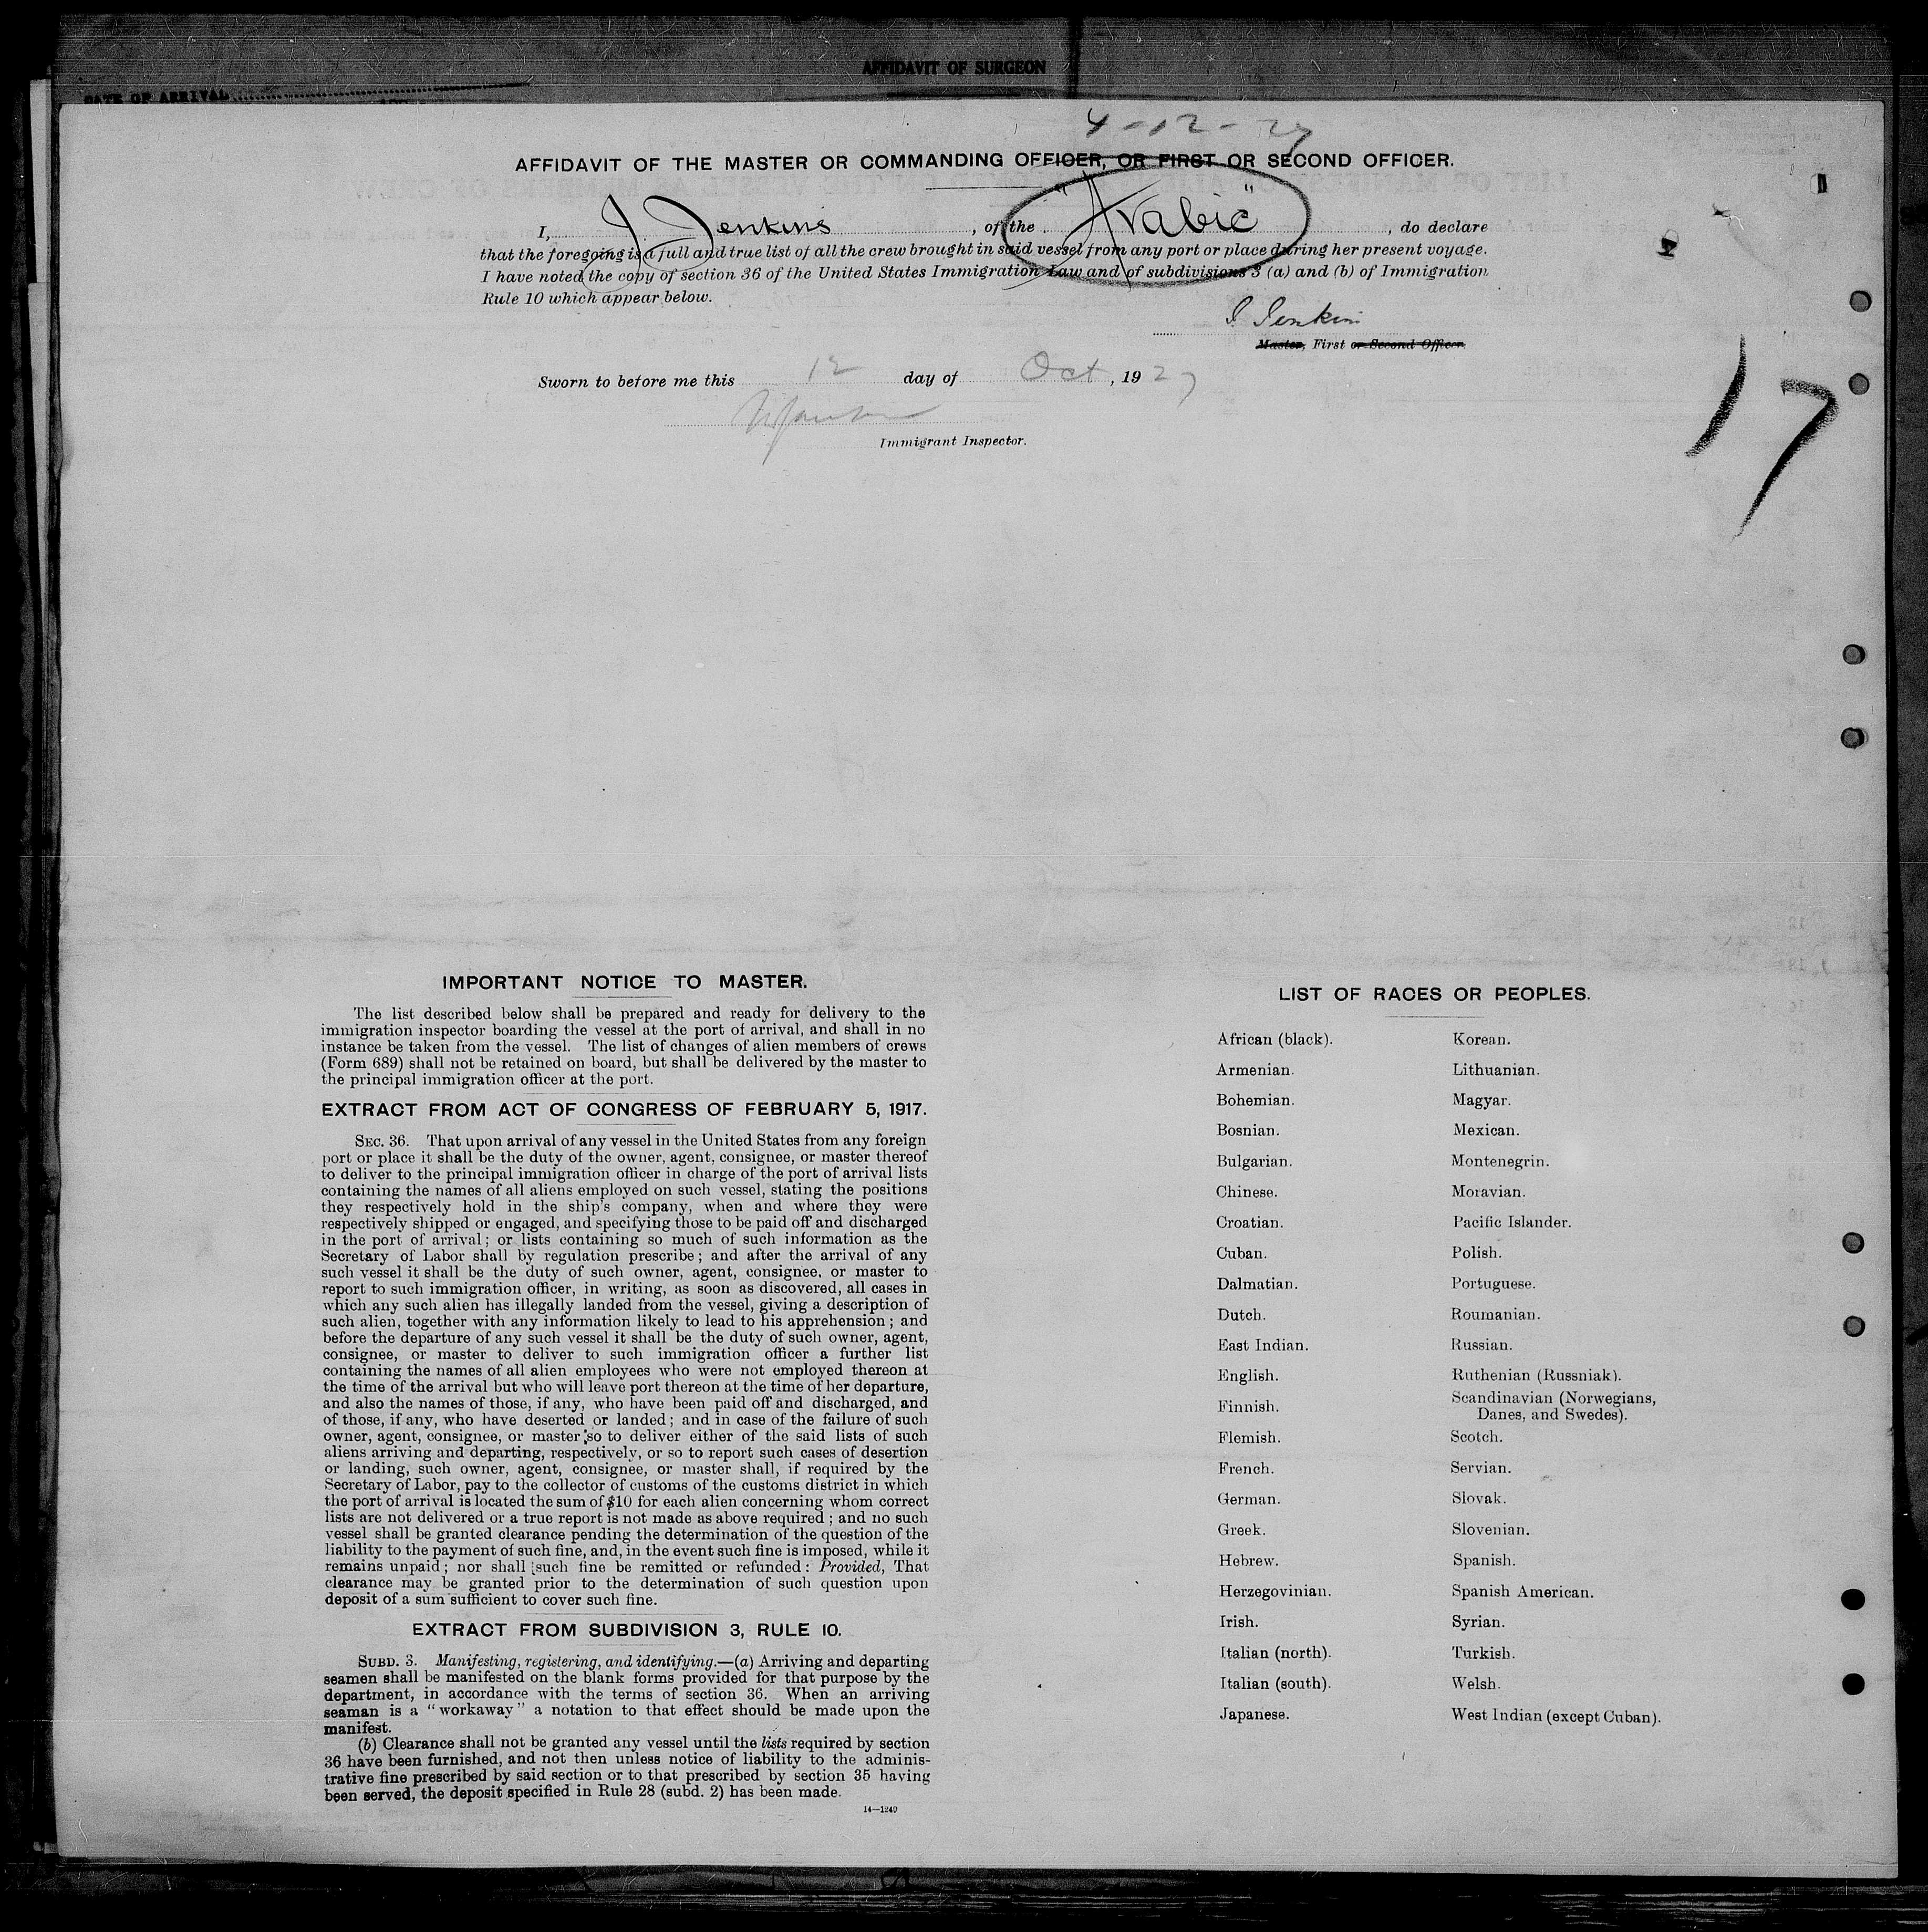 AFFIDAVIT OF SURGEON
DATE OF ARRIVAL
4-12-27
AFFIDAVIT OF THE MASTER OR COMMANDING OFFICER, OR FIRST OR SECOND OFFICER.
I, J Jenkins, of the "Arabic", do declare
that the foregoing is a full and true list of all the crew brought in said vessel from any port or place during her present voyage.
I have noted the copy of section 36 of the United States Immigration Law and of subdivisions 3 (a) and (b) of Immigration
Rule 10 which appear below.
J Jenkins
Master, First or Second Officer.
Sworn to before me this 12 day of Oct, 1927
Immigrant Inspector.
17
IMPORTANT NOTICE TO MASTER.
The list described below shall be prepared and ready for delivery to the
immigration inspector boarding the vessel at the port of arrival, and shall in no
instance be taken from the vessel. The list of changes of alien members of crews
(Form 689) shall not be retained on board, but shall be delivered by the master to
the principal immigration officer at the port.
EXTRACT FROM ACT OF CONGRESS OF FEBRUARY 5, 1917.
SEC. 36. That upon arrival of any vessel in the United States from any foreign
port or place it shall be the duty of the owner, agent, consignee, or master thereof
to deliver to the principal immigration officer in charge of the port of arrival lists
containing the names of all aliens employed on such vessel, stating the positions
they respectively hold in the ship's company, when and where they were
respectively shipped or engaged, and specifying those to be paid off and discharged
in the port of arrival; or lists containing so much of such information as the
Secretary of Labor shall by regulation prescribe; and after the arrival of any
such vessel it shall be the duty of such owner, agent, consignee, or master to
report to such immigration officer, in writing, as soon as discovered, all cases in
which any such alien has illegally landed from the vessel, giving a description of
such alien, together with any information likely to lead to his apprehension; and
before the departure of any such vessel it shall be the duty of such owner, agent,
consignee, or master to deliver to such immigration officer a further list
containing the names of all alien employees who were not employed thereon at
the time of the arrival but who will leave port thereon at the time of her departure,
and also the names of those, if any, who have been paid off and discharged, and
of those, if any, who have deserted or landed; and in case of the failure of such
owner, agent, consignee, or master so to deliver either of the said lists of such
aliens arriving and departing, respectively, or so to report such cases of desertion
or landing, such owner, agent, consignee, or master shall, if required by the
Secretary of Labor, pay to the collector of customs of the customs district in which
the port of arrival is located the sum of $10 for each alien concerning whom correct
lists are not delivered or a true report is not made as above required; and no such
vessel shall be granted clearance pending the determination of the question of the
liability to the payment of such fine, and, in the event such fine is imposed, while it
remains unpaid; nor shall such fine be remitted or refunded: Provided, That
clearance may be granted prior to the determination of such question upon
deposit of a sum sufficient to cover such fine.
EXTRACT FROM SUBDIVISION 3, RULE 10.
SUBD. 3. Manifesting, registering, and identifying.—(a) Arriving and departing
seamen shall be manifested on the blank forms provided for that purpose by the
department, in accordance with the terms of section 36. When an arriving
seaman is a "workaway" a notation to that effect should be made upon the
manifest.
(b) Clearance shall not be granted any vessel until the lists required by section
36 have been furnished, and not then unless notice of liability to the adminis-
trative fine prescribed by said section or to that prescribed by section 35 having
been served, the deposit specified in Rule 28 (subd. 2) has been made.
14—1240
LIST OF RACES OR PEOPLES.
African (black).
Armenian.
Bohemian.
Bosnian.
Bulgarian.
Chinese.
Croatian.
Cuban.
Dalmatian.
Dutch.
East Indian.
English.
Finnish.
Flemish.
French.
German.
Greek.
Hebrew.
Herzegovinian.
Irish.
Italian (north).
Italian (south).
Japanese.
Korean.
Lithuanian.
Magyar.
Mexican.
Montenegrin.
Moravian.
Pacific Islander.
Polish.
Portuguese.
Roumanian.
Russian.
Ruthenian (Russniak).
Scandinavian (Norwegians,
Danes, and Swedes).
Scotch.
Servian.
Slovak.
Slovenian.
Spanish.
Spanish American.
Syrian.
Turkish.
Welsh.
West Indian (except Cuban).